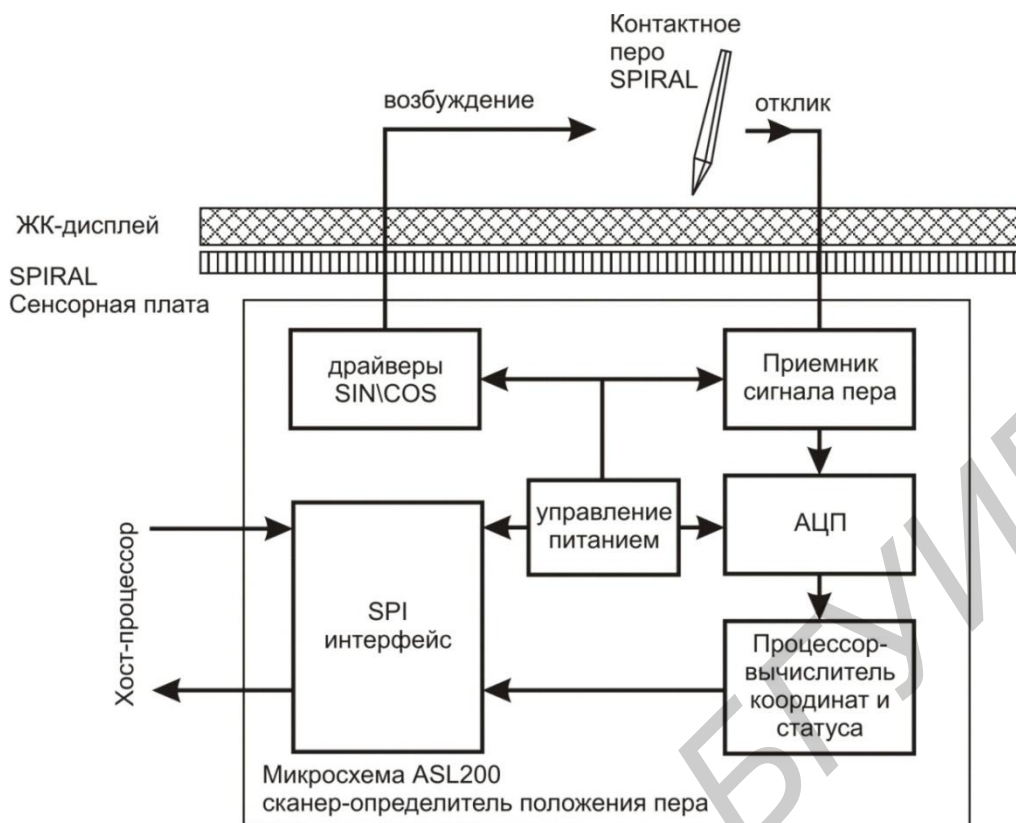 Контактное
перо
SPIRAL
возбуждение
отклик
ЖК-дисплей
SPIRAL
Сенсорная плата
драйверы
SIN\COS
Приемник
сигнала пера
управление
питанием
АЦП
Хост-процессор
SPI
интерфейс
Процессор-
вычислитель
координат и
статуса
Микросхема ASL200
сканер-определитель положения пера